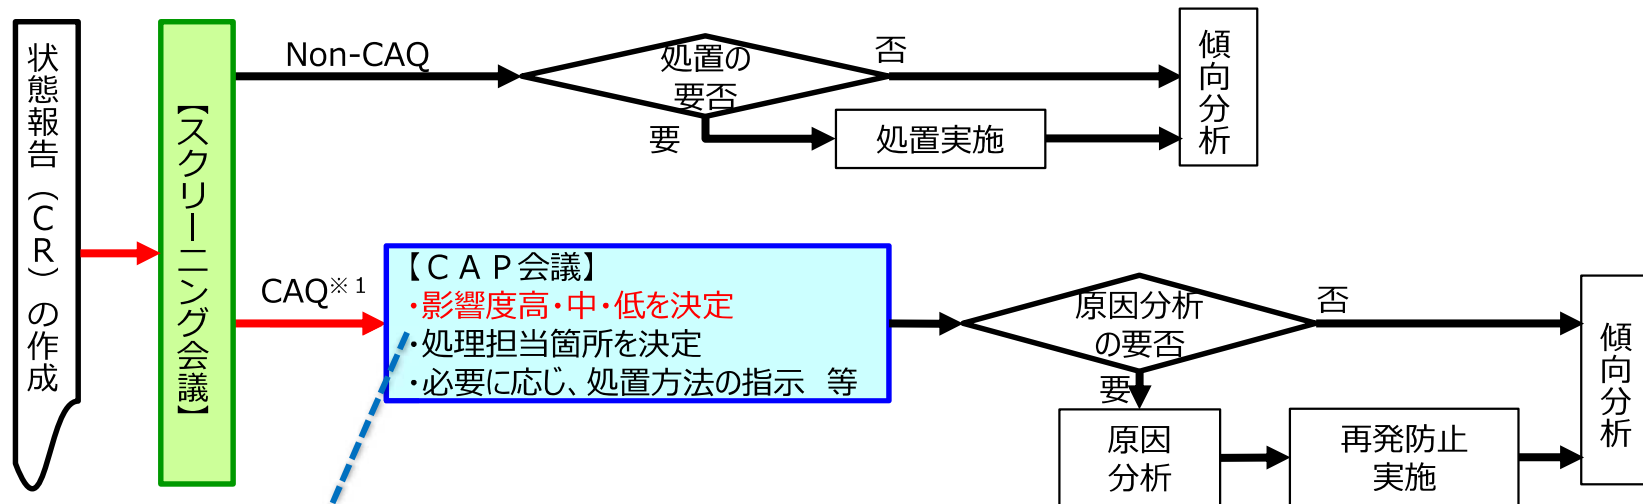 状態報告（ＣＲ）の作成
【スクリーニング会議】
Non-CAQ
処置の
要否
否
要
処置実施
傾向分析
CAQ※1
【ＣＡＰ会議】
・影響度高・中・低を決定
・処理担当箇所を決定
・必要に応じ、処置方法の指示　等
原因分析
の要否
否
要
原因
分析
再発防止
実施
傾向分析